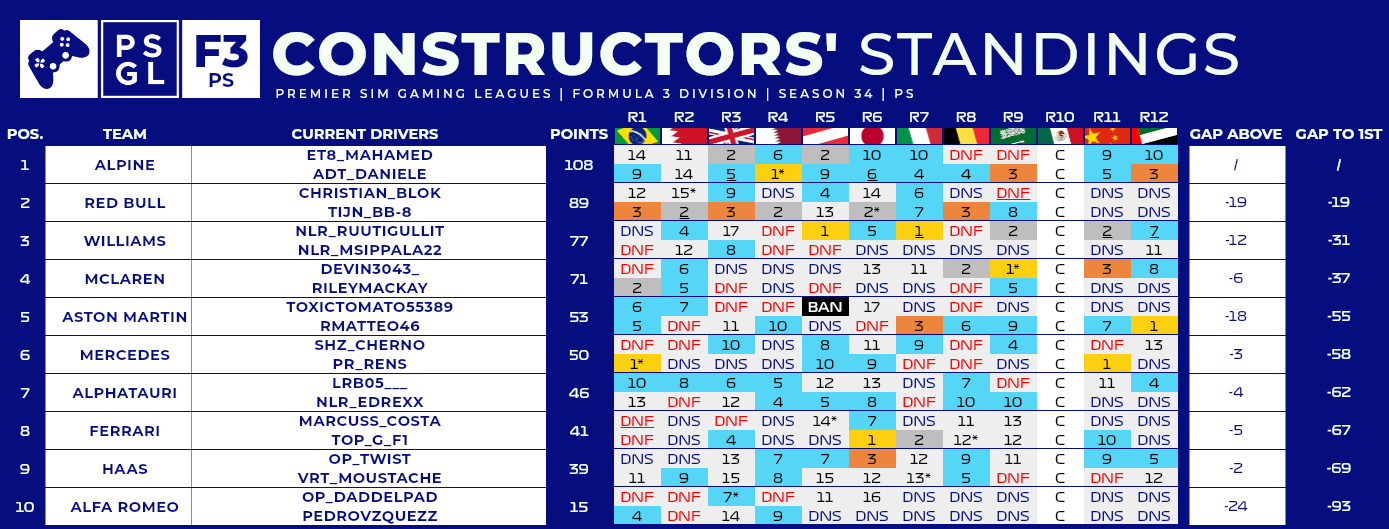 PS GL F3 PS CONSTRUCTORS' STANDINGS
PREMIER SIM GAMING LEAGUES | FORMULA 3 DIVISION | SEASON 34 | PS
R1 R2 R3 R4 R5 R6 R7 R8 R9 R10 R11 R12
POS. TEAM CURRENT DRIVERS POINTS GAP ABOVE GAP TO 1ST
1 ALPINE 108 / /
ET8_MAHAMED 14 11 2 6 2 10 10 DNF DNF C 9 10
ADT_DANIELE 9 14 5 1* 9 6 4 4 3 C 5 3
2 RED BULL 89 -19 -19
CHRISTIAN_BLOK 12 15* 9 DNS 4 14 6 DNS DNF C DNS DNS
TIJN_BB-8 3 2 3 2 13 2* 7 3 8 C DNS DNS
3 WILLIAMS 77 -12 -31
NLR_RUUTIGULLIT DNS 4 17 DNF 1 5 1 DNF 2 C 2 7
NLR_MSIPPALA22 DNF 12 8 DNF DNF DNS DNS DNS DNS C DNS 11
4 MCLAREN 71 -6 -37
DEVIN3043_ DNF 6 DNS DNS DNS 13 11 2 1* C 3 8
RILEYMACKAY 2 5 DNF DNS DNF DNS DNS DNF 5 C DNS DNS
5 ASTON MARTIN 53 -18 -55
TOXICTOMATO55389 6 7 DNF DNF BAN 17 DNS DNF DNS C DNS DNS
RMATTEO46 5 DNF 11 10 DNS DNF 3 6 9 C 7 1
6 MERCEDES 50 -3 -58
SHZ_CHERNO DNF DNF 10 DNS 8 11 9 DNF 4 C DNF 13
PR_RENS 1* DNS DNS DNS 10 9 DNF DNF DNS C 1 DNS
7 ALPHATAURI 46 -4 -62
LRB05___ 10 8 6 5 12 13 DNS 7 DNF C 11 4
NLR_EDREXX 13 DNF 12 4 5 8 DNF 10 10 C DNS DNS
8 FERRARI 41 -5 -67
MARCUSS_COSTA DNF DNS DNF DNS 14* 7 DNS 11 13 C DNS DNS
TOP_G_F1 DNF DNS 4 DNS DNS 1 2 12* 12 C 10 DNS
9 HAAS 39 -2 -69
OP_TWIST DNS DNS 13 7 7 3 12 9 11 C 9 5
VRT_MOUSTACHE 11 9 15 8 15 12 13* 5 DNS C DNF 12
10 ALFA ROMEO 15 -24 -93
OP_DADDELPAD DNF DNF 7* DNF 11 16 DNS DNS DNS C DNS DNS
PEDROVZQUEZZ 4 DNF 14 9 DNS DNS DNS DNS DNS C DNS DNS